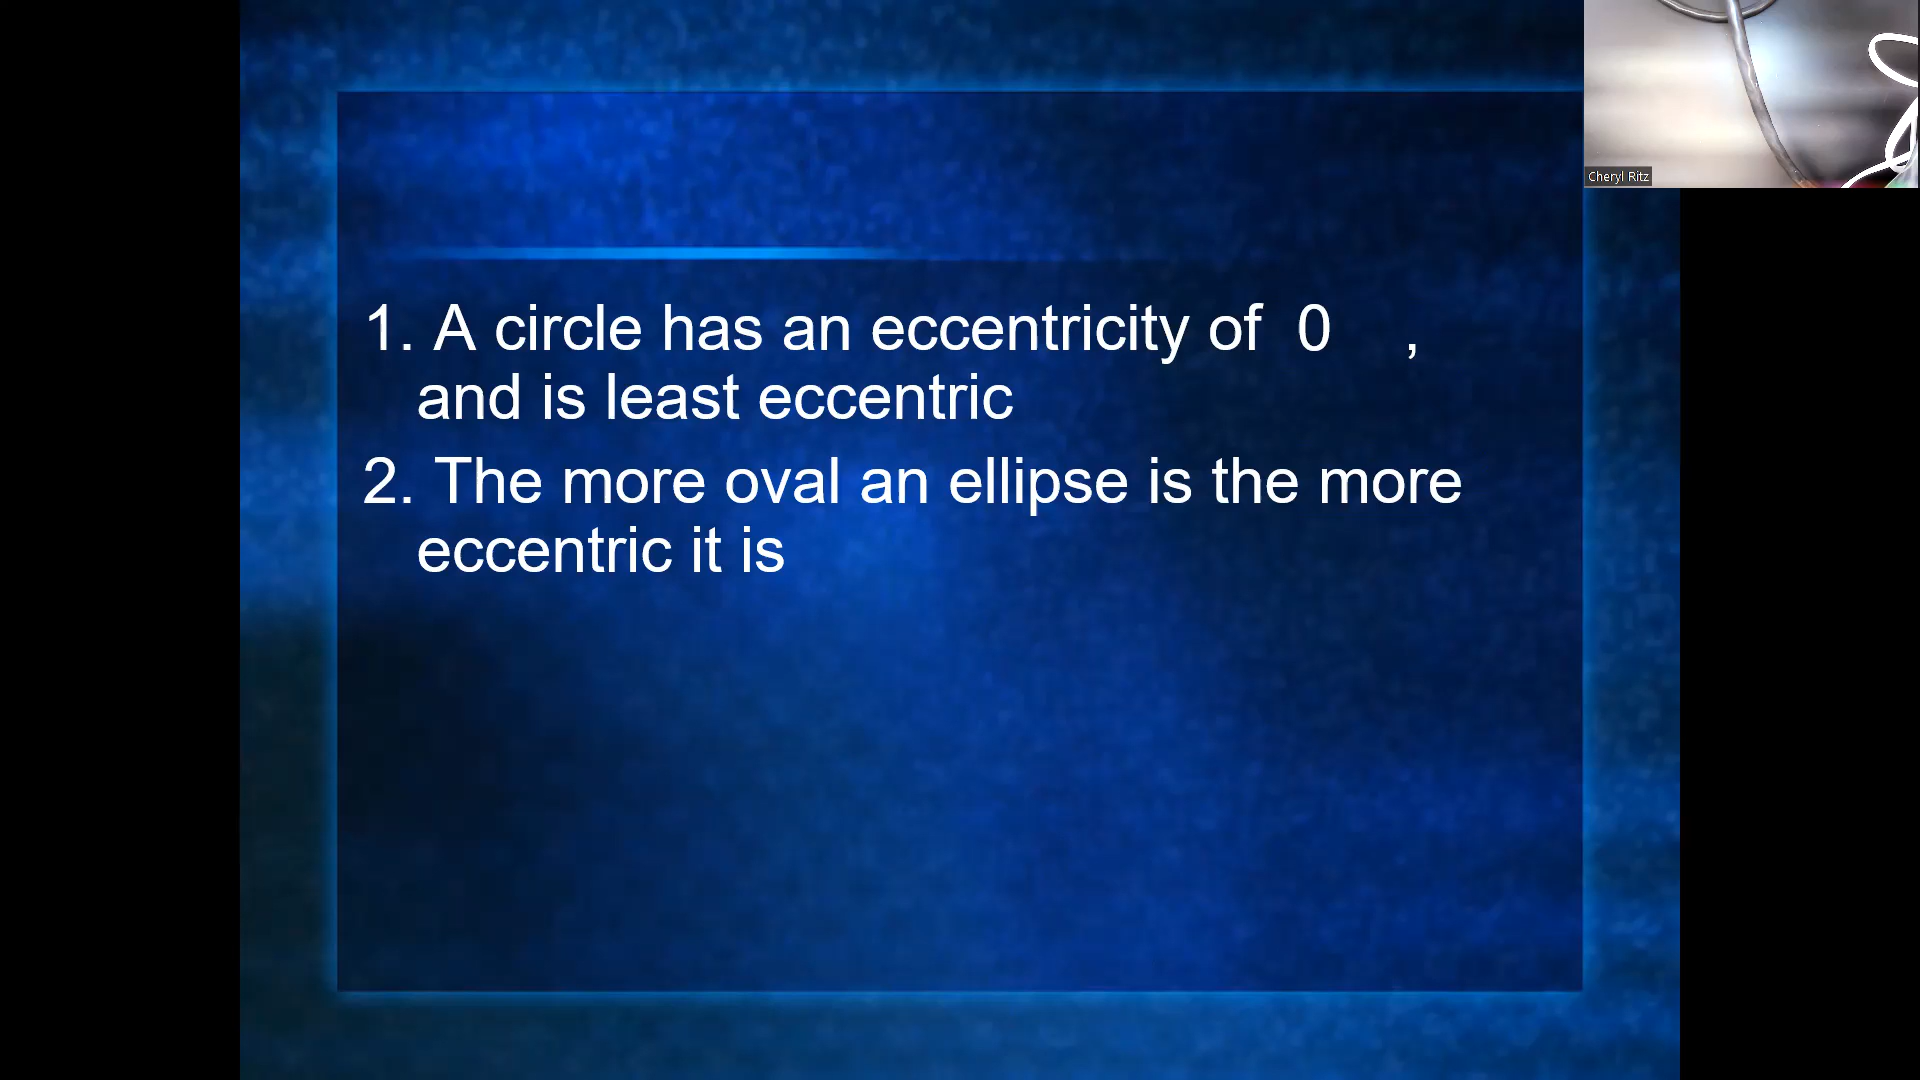 1. A circle has an eccentricity of 0 ,
and is least eccentric
2. The more oval an ellipse is the more
eccentric it is
Cheryl Ritz